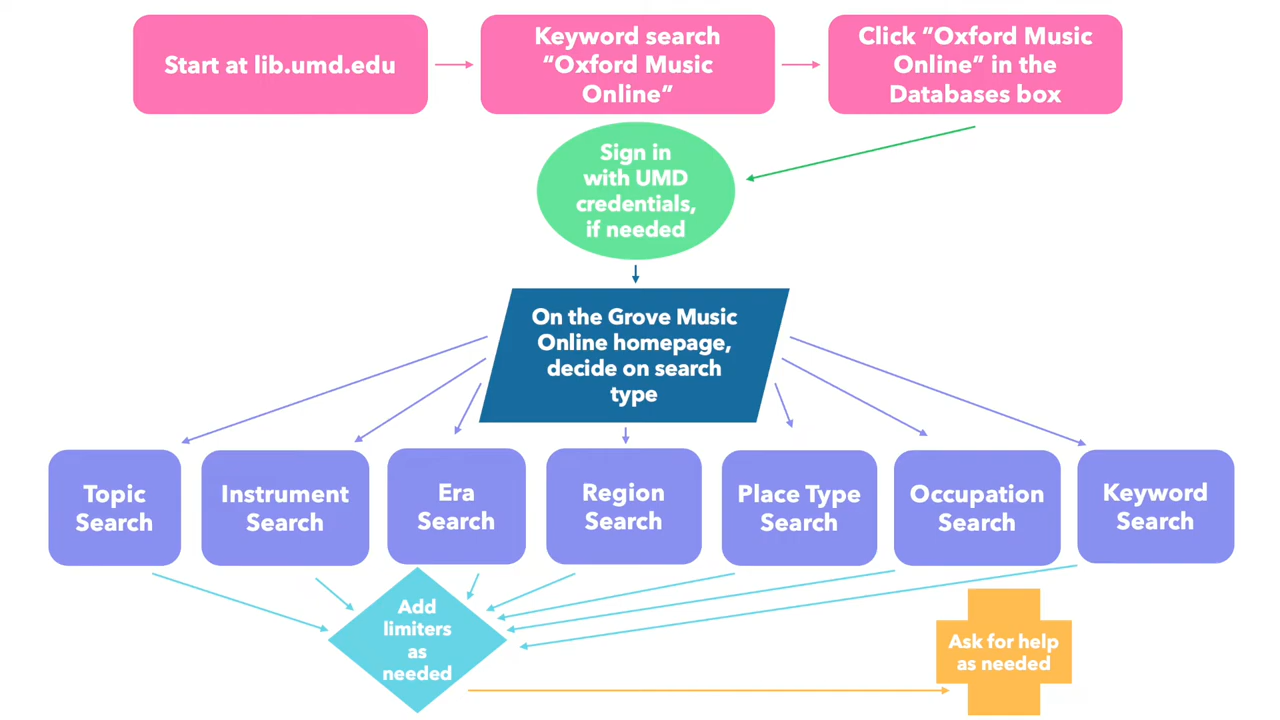 Start at lib.umd.edu
Keyword search
“Oxford Music
Online”
Click “Oxford Music
Online” in the
Databases box
Sign in
with UMD
credentials,
if needed
On the Grove Music
Online homepage,
decide on search
type
Topic
Search
Instrument
Search
Era
Search
Region
Search
Place Type
Search
Occupation
Search
Keyword
Search
Add
limiters
as
needed
Ask for help
as needed